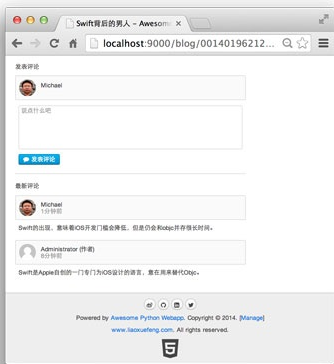 Swift背后的男人 - Awesome
localhost:9000/blog/00140196212...
发表评论
Michael
说点什么吧
发表评论
最新评论
Michael
1分钟前
Swift的出现，意味着iOS开发门槛会降低，但是仍会和objc并存很长时间。
Administrator (作者)
6分钟前
Swift是Apple自创的一门专门为iOS设计的语言，意在用来替代Objc。
Powered by Awesome Python Webapp. Copyright © 2014. [Manage]
www.liaoxuefeng.com. All rights reserved.